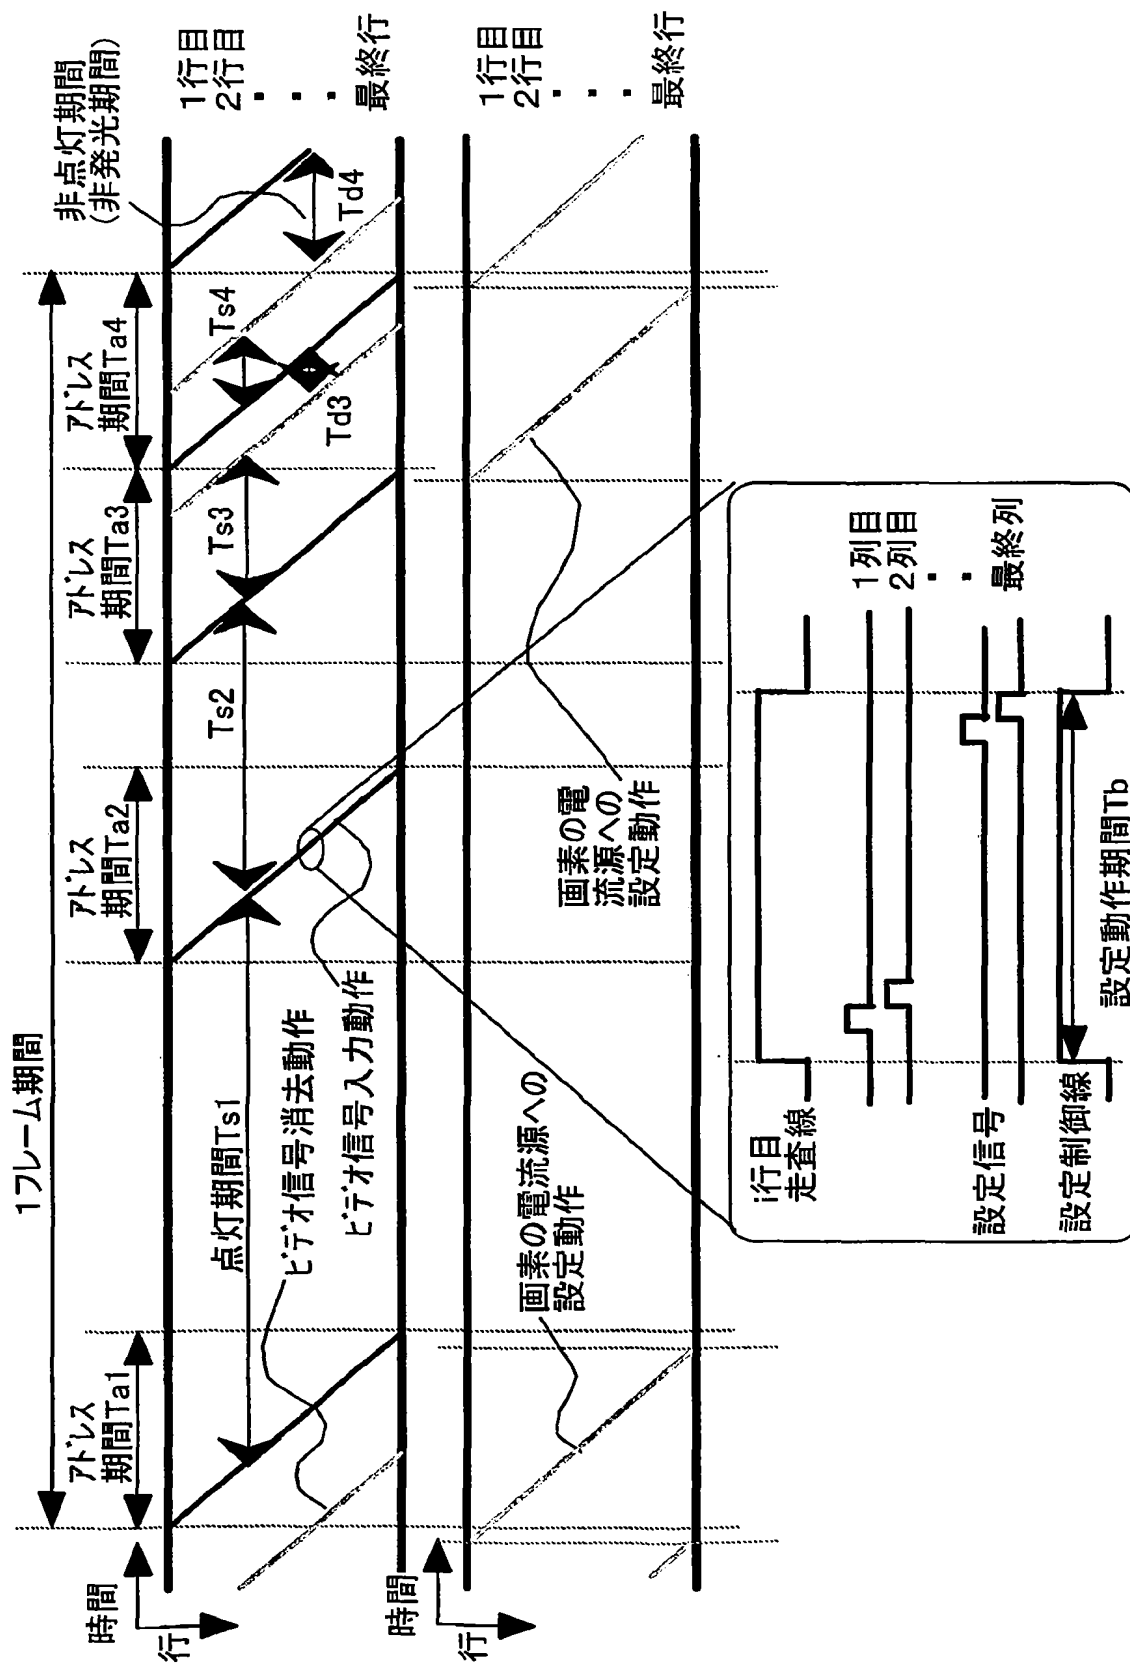 1フレーム期間
アドレス
期間Ta1
アドレス
期間Ta2
アドレス
期間Ta3
アドレス
期間Ta4
非点灯期間
(非発光期間)
時間
行
点灯期間Ts1
Ts2
Ts3
Ts4
Td3
Td4
ビデオ信号消去動作
ビデオ信号入力動作
1行目
2行目
・
・
・
最終行
時間
行
画素の電流源への
設定動作
画素の電
流源への
設定動作
1行目
2行目
・
・
・
最終行
i行目
走査線
1列目
2列目
・
・
最終列
設定信号
設定制御線
設定動作期間Tb